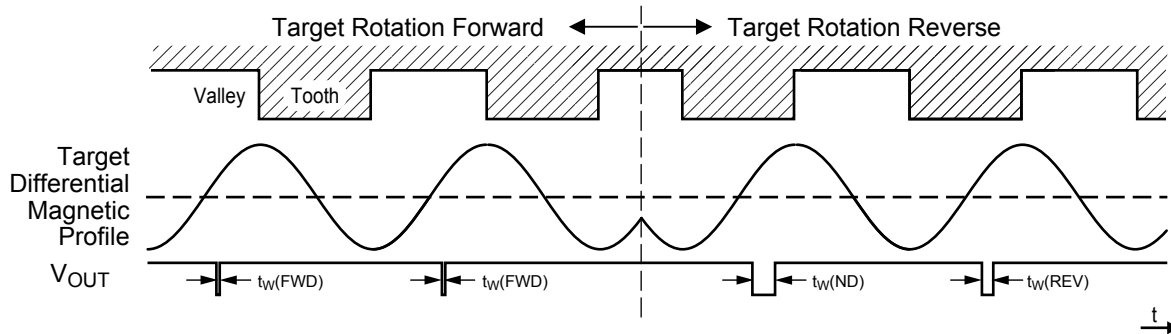 Target Rotation Forward
Target Rotation Reverse
Valley
Tooth
Target
Differential
Magnetic
Profile
VOUT
tW(FWD)
tW(FWD)
tW(ND)
tW(REV)
t